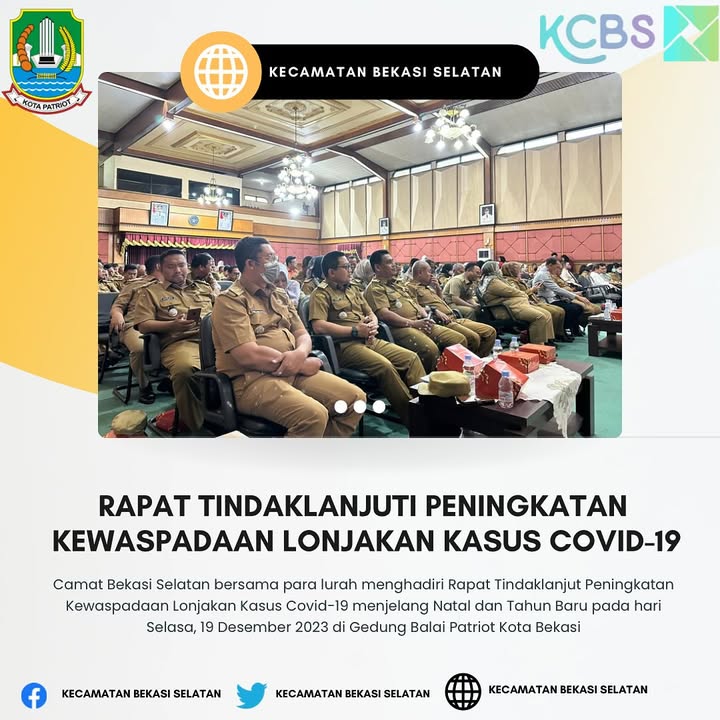 KCBS
KOTA PATRIOT
KECAMATAN BEKASI SELATAN
RAPAT TINDAKLANJUTI PENINGKATAN
KEWASPADAAN LONJAKAN KASUS COVID-19
Camat Bekasi Selatan bersama para lurah menghadiri Rapat Tindaklanjut Peningkatan
Kewaspadaan Lonjakan Kasus Covid-19 menjelang Natal dan Tahun Baru pada hari
Selasa, 19 Desember 2023 di Gedung Balai Patriot Kota Bekasi
KECAMATAN BEKASI SELATAN
KECAMATAN BEKASI SELATAN
KECAMATAN BEKASI SELATAN